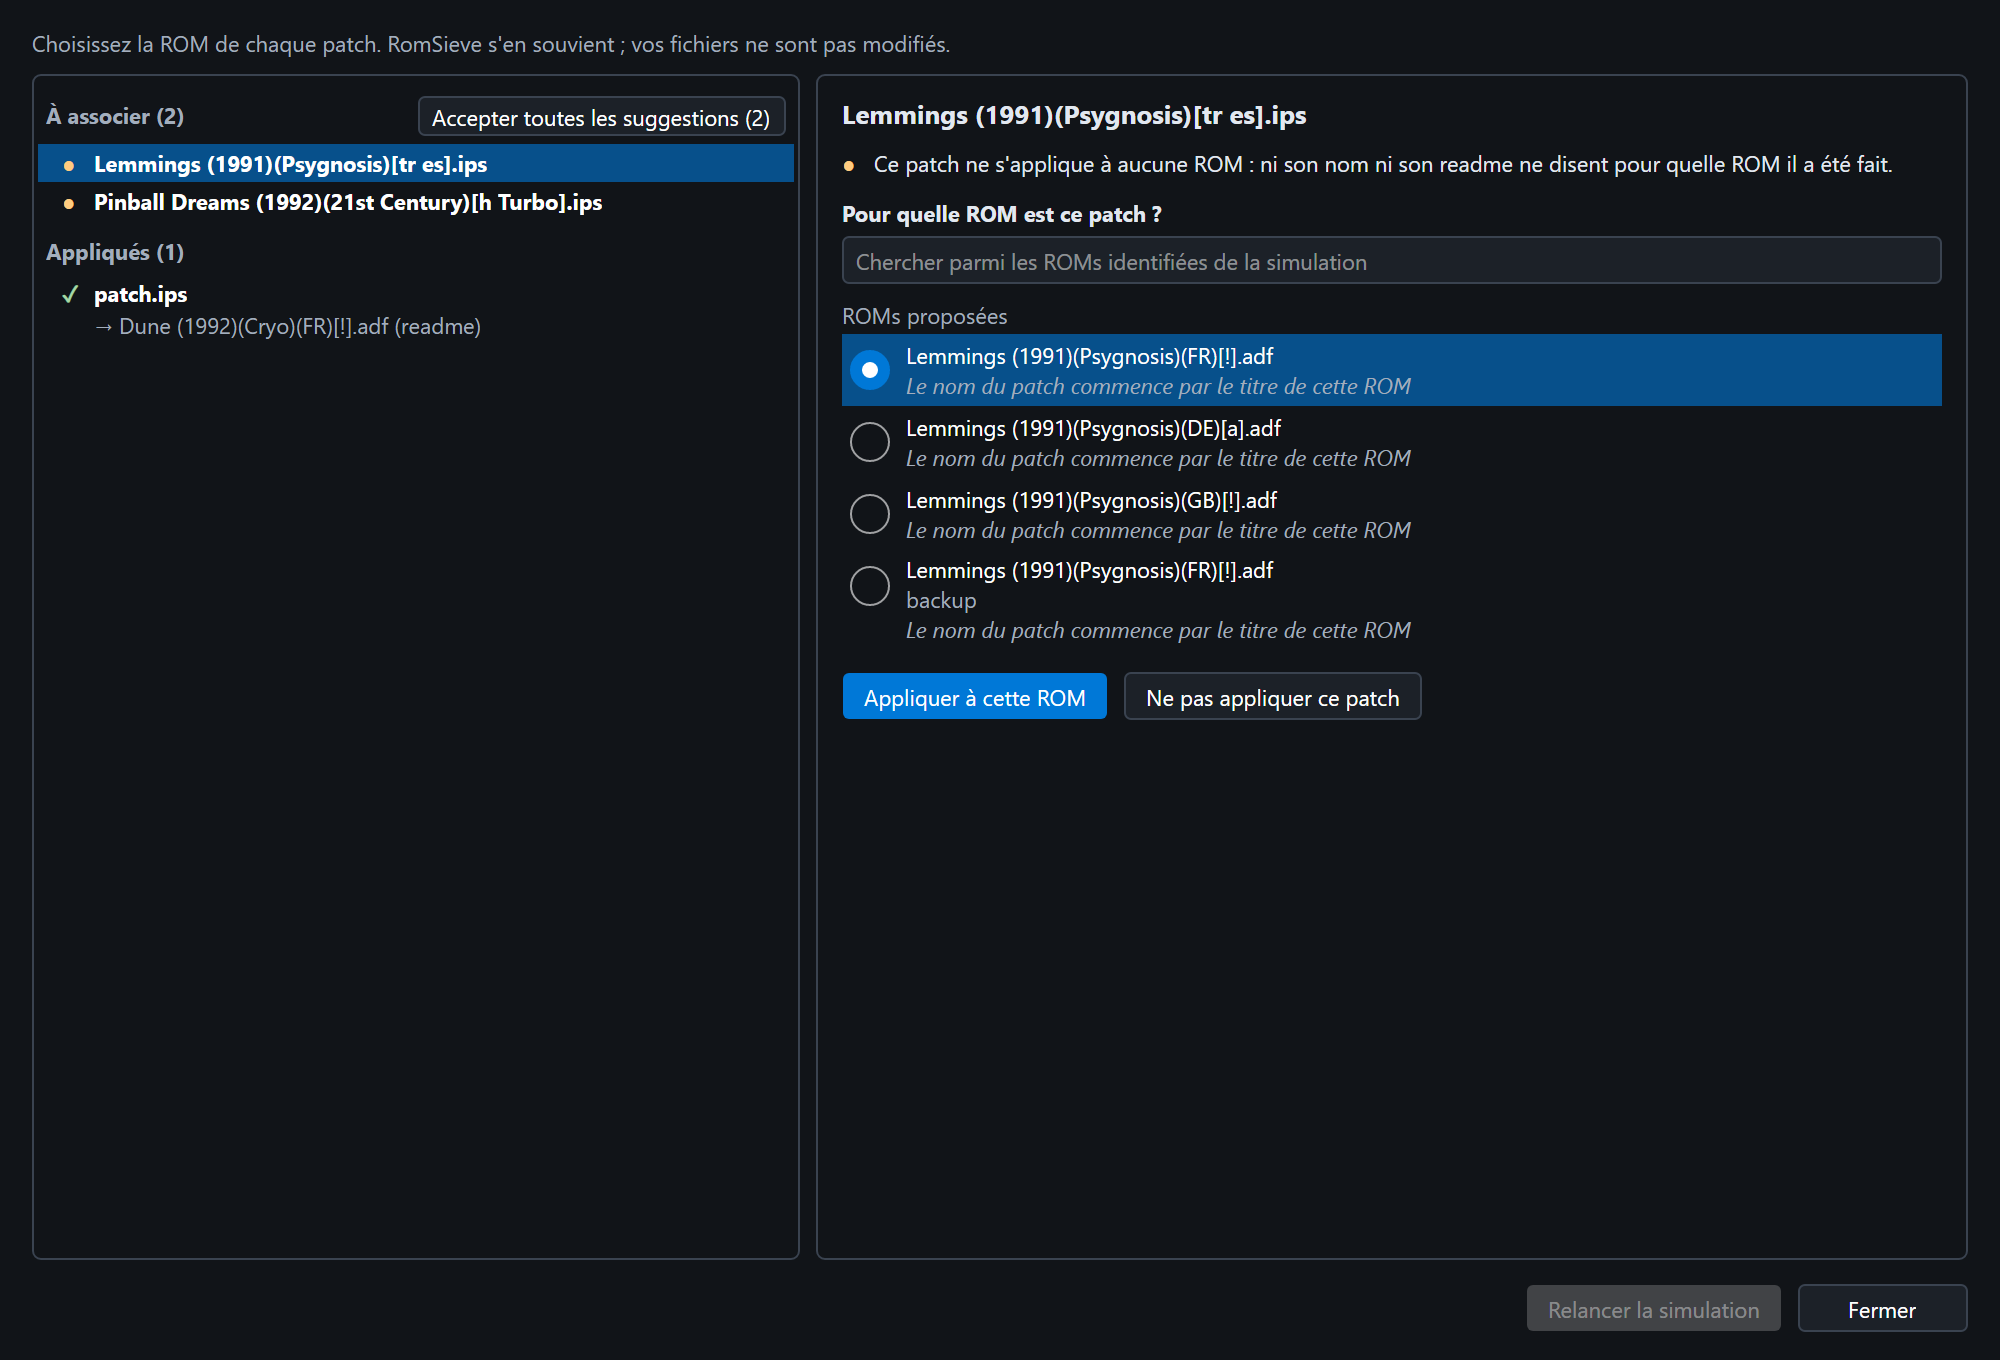 Choisissez la ROM de chaque patch. RomSieve s'en souvient ; vos fichiers ne sont pas modifiés.
À associer (2)
Accepter toutes les suggestions (2)
Lemmings (1991)(Psygnosis)[tr es].ips
Pinball Dreams (1992)(21st Century)[h Turbo].ips
Appliqués (1)
✓ patch.ips
→ Dune (1992)(Cryo)(FR)[!].adf (readme)
Lemmings (1991)(Psygnosis)[tr es].ips
Ce patch ne s'applique à aucune ROM : ni son nom ni son readme ne disent pour quelle ROM il a été fait.
Pour quelle ROM est ce patch ?
Chercher parmi les ROMs identifiées de la simulation
ROMs proposées
Lemmings (1991)(Psygnosis)(FR)[!].adf
Le nom du patch commence par le titre de cette ROM
Lemmings (1991)(Psygnosis)(DE)[a].adf
Le nom du patch commence par le titre de cette ROM
Lemmings (1991)(Psygnosis)(GB)[!].adf
Le nom du patch commence par le titre de cette ROM
Lemmings (1991)(Psygnosis)(FR)[!].adf
backup
Le nom du patch commence par le titre de cette ROM
Appliquer à cette ROM
Ne pas appliquer ce patch
Relancer la simulation
Fermer